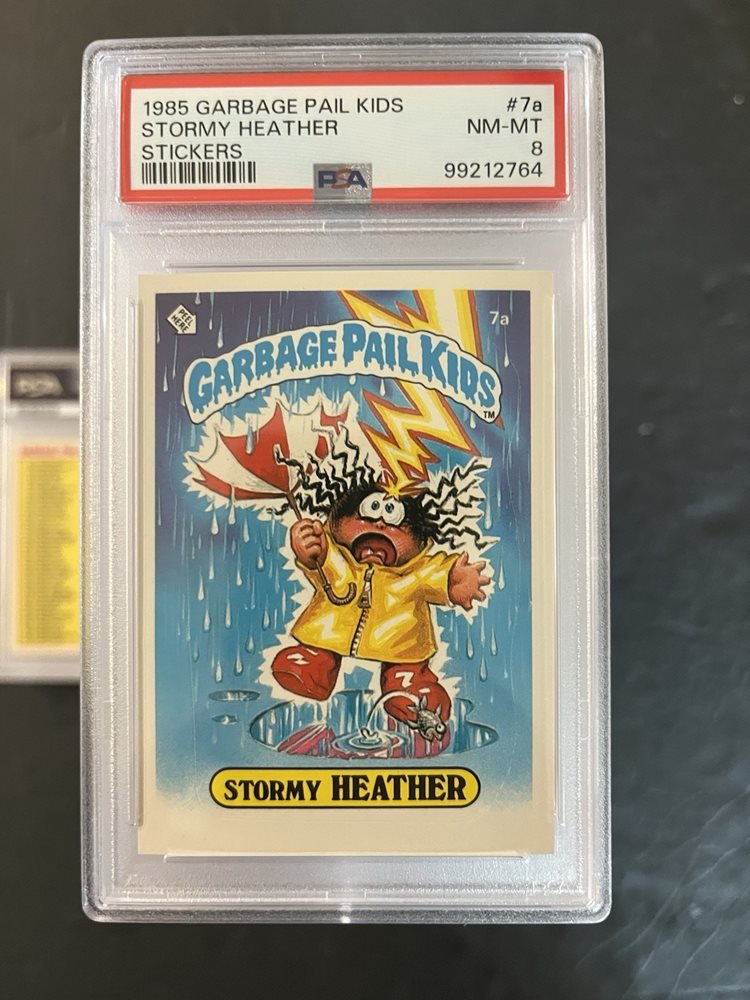 1985 GARBAGE PAIL KIDS #7a
STORMY HEATHER NM-MT
STICKERS 8
PSA 99212764
PEEL HERE
7a
GARBAGE PAIL KIDS
TM
STORMY HEATHER